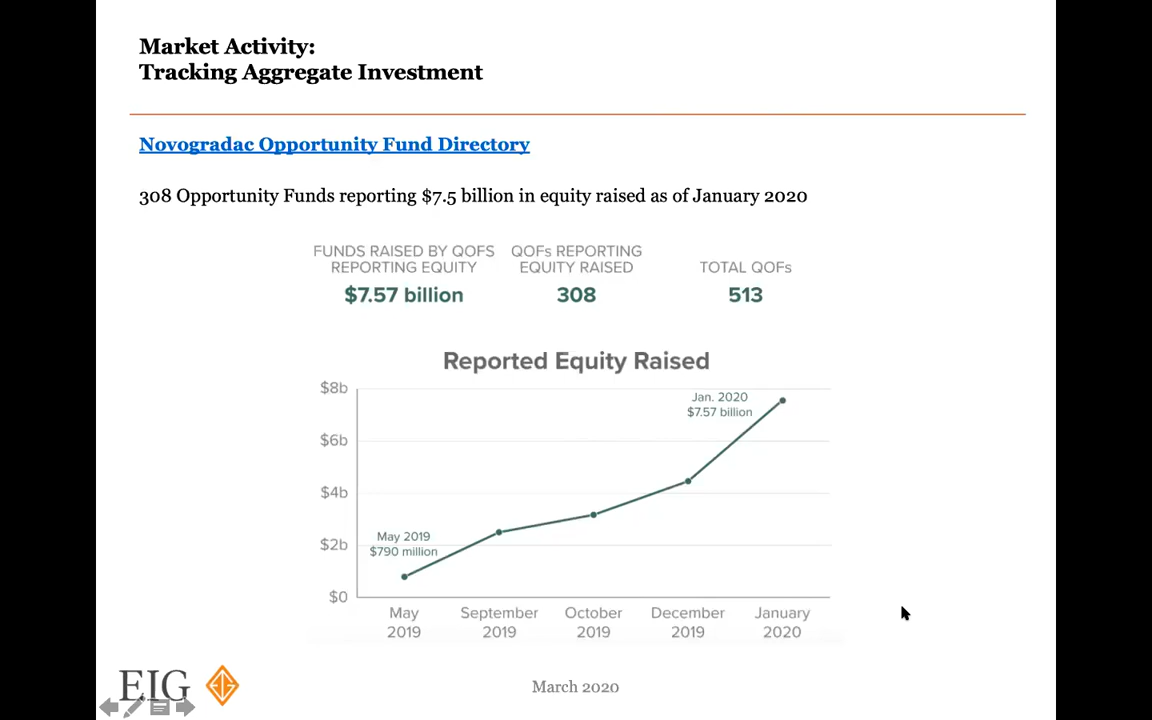 Market Activity:
Tracking Aggregate Investment
Novogradac Opportunity Fund Directory
308 Opportunity Funds reporting $7.5 billion in equity raised as of January 2020
FUNDS RAISED BY QOFS
REPORTING EQUITY
$7.57 billion
QOFs REPORTING
EQUITY RAISED
308
TOTAL QOFs
513
Reported Equity Raised
$8b
$6b
$4b
$2b
$0
Jan. 2020
$7.57 billion
May 2019
$790 million
May
2019
September
2019
October
2019
December
2019
January
2020
EIG
March 2020